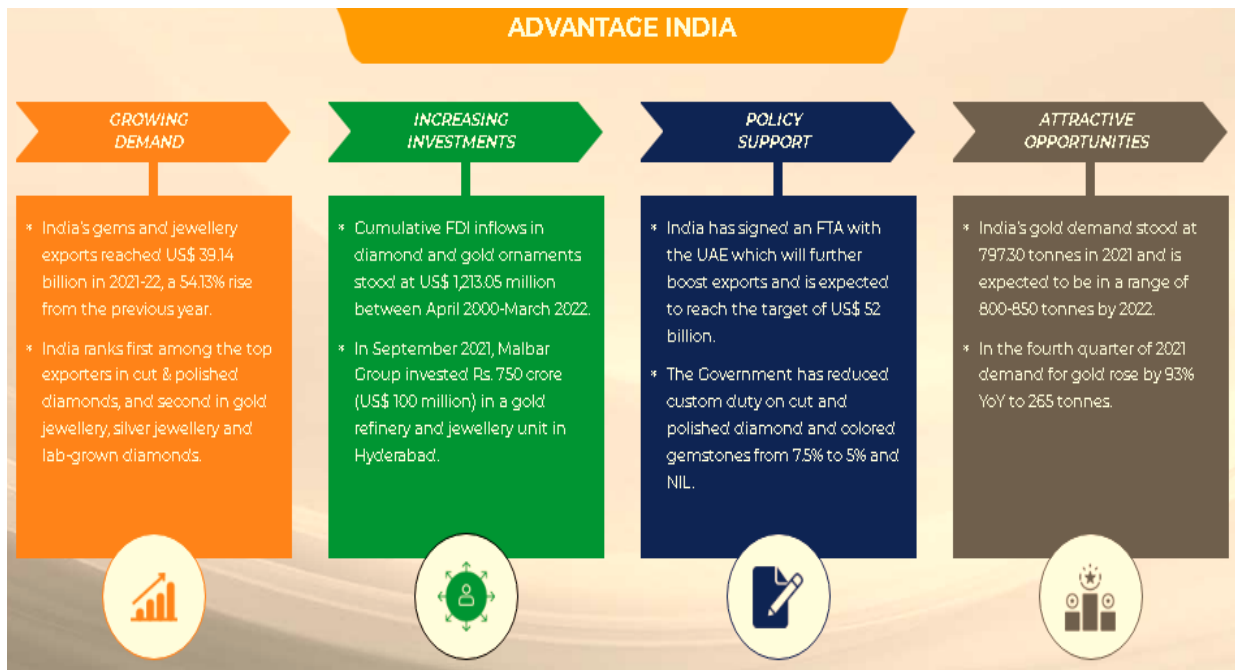 ADVANTAGE INDIA
GROWING
DEMAND
* India's gems and jewellery
exports reached US$ 39.14
billion in 2021-22, a 54.13% rise
from the previous year.
* India ranks first among the top
exporters in cut & polished
diamonds, and second in gold
jewellery, silver jewellery and
lab-grown diamonds.
INCREASING
INVESTMENTS
* Cumulative FDI inflows in
diamond and gold ornaments
stood at US$ 1,213.05 million
between April 2000-March 2022.
* In September 2021, Malbar
Group invested Rs. 750 crore
(US$ 100 million) in a gold
refinery and jewellery unit in
Hyderabad.
POLICY
SUPPORT
* India has signed an FTA with
the UAE which will further
boost exports and is expected
to reach the target of US$ 52
billion.
* The Government has reduced
custom duty on cut and
polished diamond and colored
gemstones from 7.5% to 5% and
NIL.
ATTRACTIVE
OPPORTUNITIES
* India's gold demand stood at
797.30 tonnes in 2021 and is
expected to be in a range of
800-850 tonnes by 2022.
* In the fourth quarter of 2021
demand for gold rose by 93%
YoY to 265 tonnes.